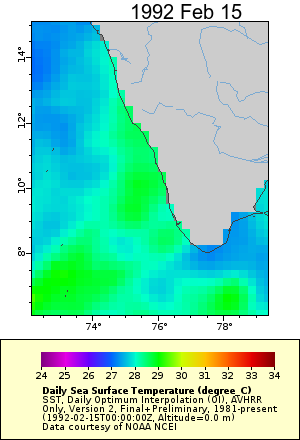 1992 Feb 15
14°
12°
10°
8°
74° 76° 78°
24 25 26 27 28 29 30 31 32 33 34
Daily Sea Surface Temperature (degree_C)
SST, Daily Optimum Interpolation (OI), AVHRR
Only, Version 2, Final+Preliminary, 1981-present
(1992-02-15T00:00:00Z, Altitude=0.0 m)
Data courtesy of NOAA NCEI